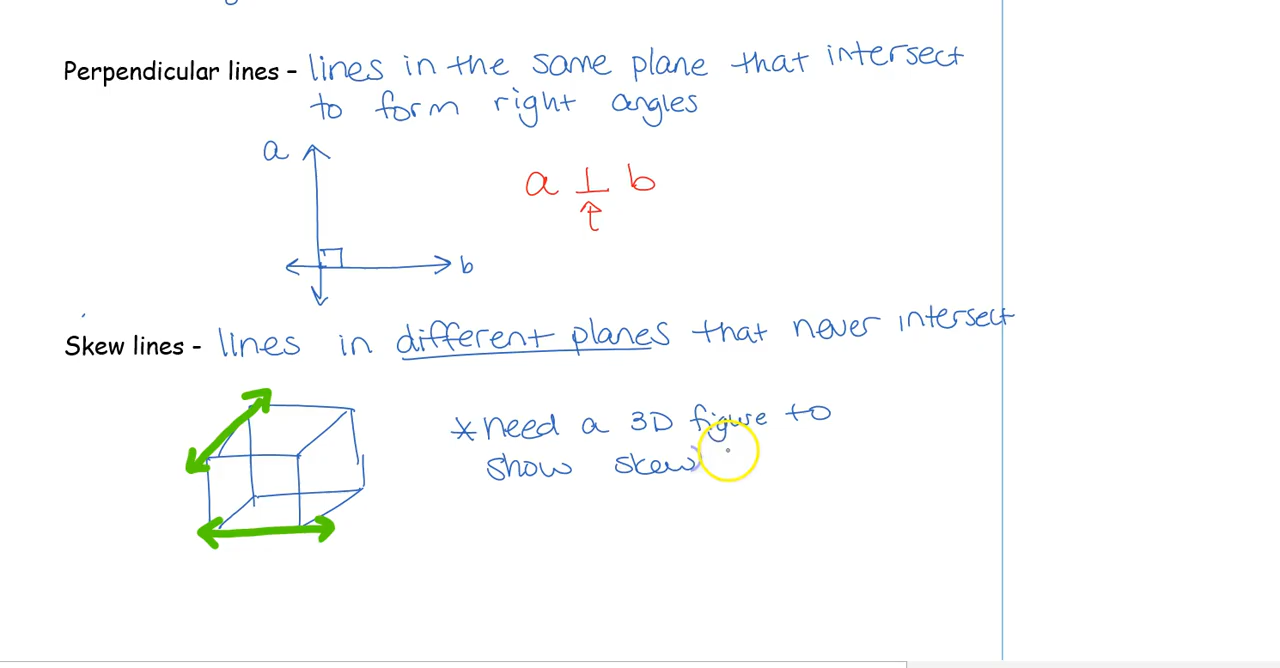 Perpendicular lines – lines in the same plane that intersect
to form right angles
a
a ⊥ b
b
Skew lines - lines in different planes that never intersect
*need a 3D figure to
show skew